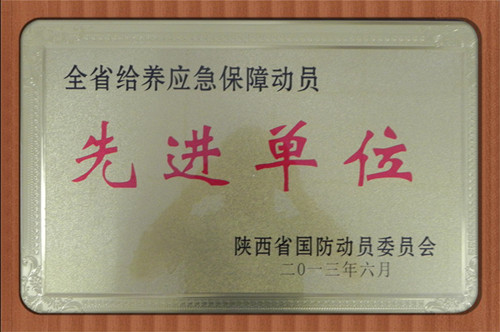 全省给养应急保障动员
先进单位
陕西省国防动员委员会
二〇一三年六月